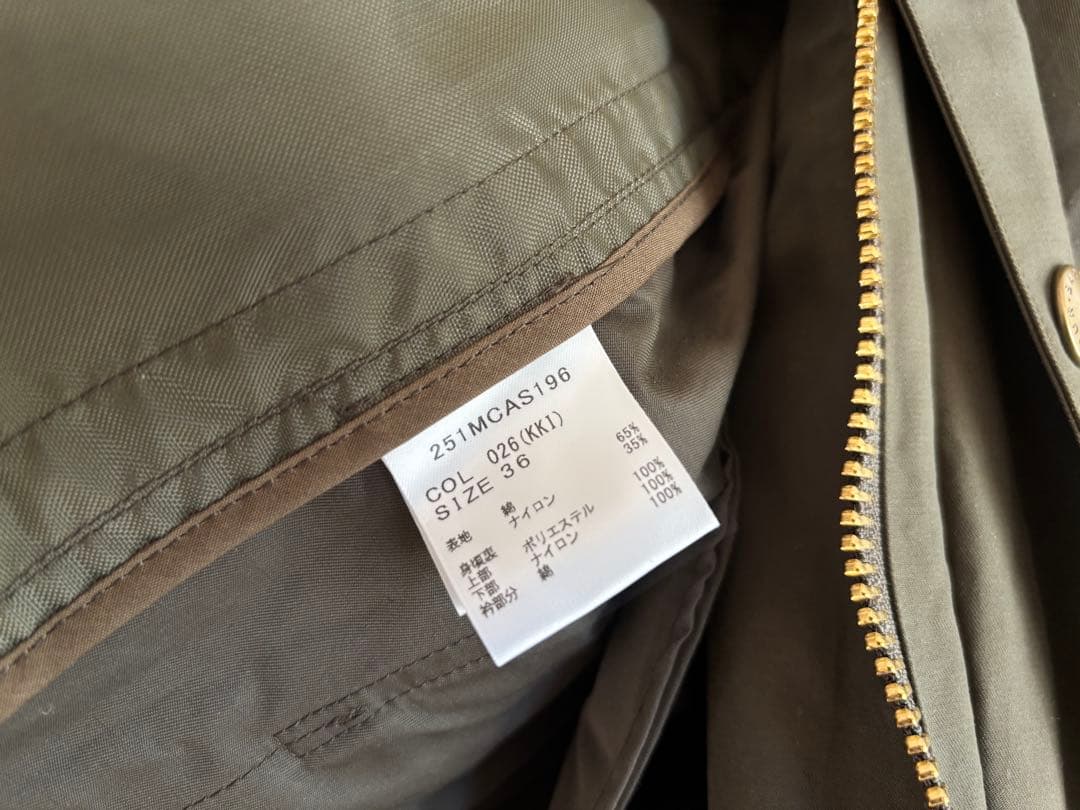 251MCAS196
COL 026(KKI)
SIZE 36
表地 綿 65%
ナイロン 35%
身頃裏
上部 ポリエステル 100%
下部 ナイロン 100%
衿部分 綿 100%